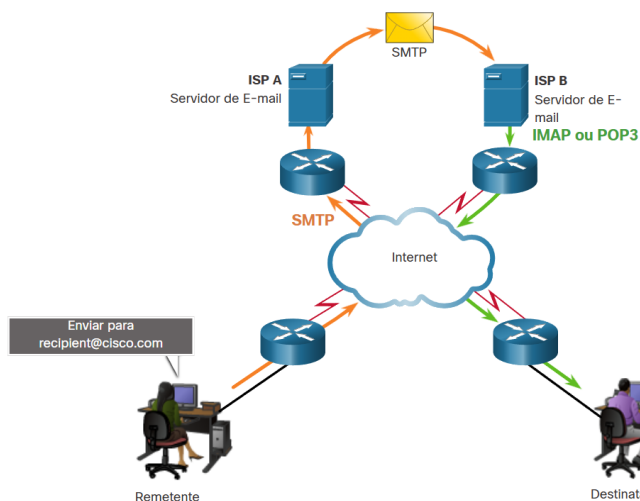 SMTP
ISP A
Servidor de E-mail
ISP B
Servidor de E-
mail
IMAP ou POP3
SMTP
Internet
Enviar para
recipient@cisco.com
Remetente
Destinat